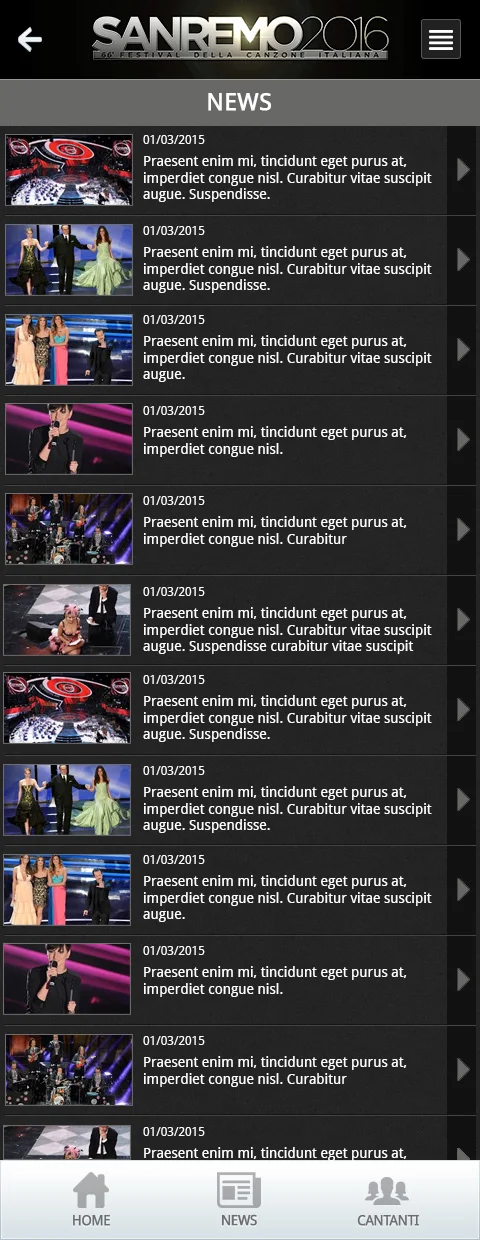 SANREMO2016
66° FESTIVAL DELLA CANZONE ITALIANA
NEWS
01/03/2015
Praesent enim mi, tincidunt eget purus at,
imperdiet congue nisl. Curabitur vitae suscipit
augue. Suspendisse.
01/03/2015
Praesent enim mi, tincidunt eget purus at,
imperdiet congue nisl. Curabitur vitae suscipit
augue. Suspendisse.
01/03/2015
Praesent enim mi, tincidunt eget purus at,
imperdiet congue nisl. Curabitur vitae suscipit
augue.
01/03/2015
Praesent enim mi, tincidunt eget purus at,
imperdiet congue nisl.
01/03/2015
Praesent enim mi, tincidunt eget purus at,
imperdiet congue nisl. Curabitur
01/03/2015
Praesent enim mi, tincidunt eget purus at,
imperdiet congue nisl. Curabitur vitae suscipit
augue. Suspendisse curabitur vitae suscipit
01/03/2015
Praesent enim mi, tincidunt eget purus at,
imperdiet congue nisl. Curabitur vitae suscipit
augue. Suspendisse.
01/03/2015
Praesent enim mi, tincidunt eget purus at,
imperdiet congue nisl. Curabitur vitae suscipit
augue. Suspendisse.
01/03/2015
Praesent enim mi, tincidunt eget purus at,
imperdiet congue nisl. Curabitur vitae suscipit
augue.
01/03/2015
Praesent enim mi, tincidunt eget purus at,
imperdiet congue nisl.
01/03/2015
Praesent enim mi, tincidunt eget purus at,
imperdiet congue nisl. Curabitur
01/03/2015
Praesent enim mi, tincidunt eget purus at,
HOME
NEWS
CANTANTI